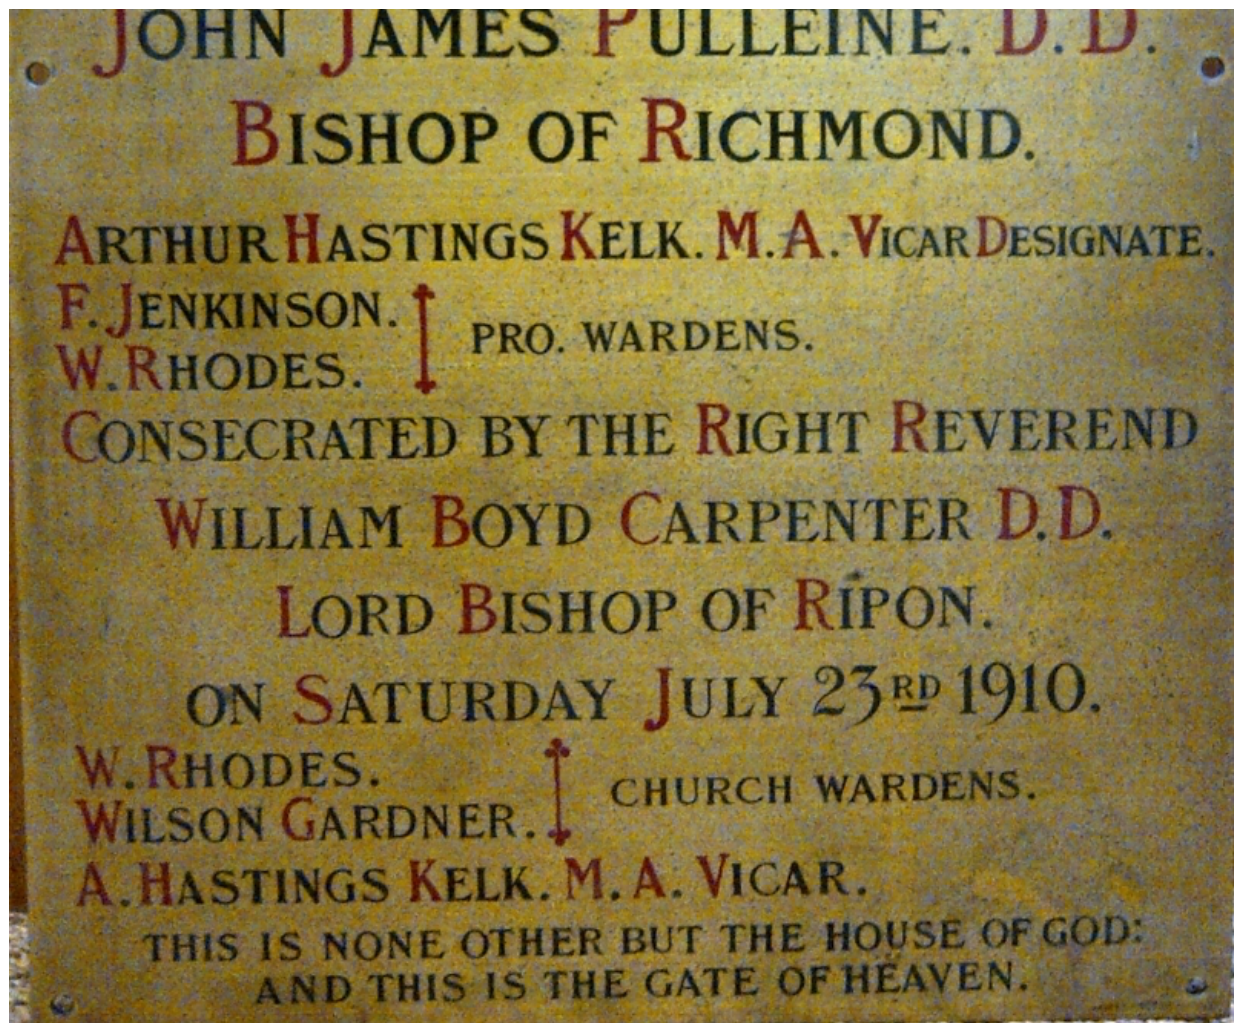 JOHN JAMES PULLEINE. D.D.
BISHOP OF RICHMOND.
ARTHUR HASTINGS KELK. M.A. VICAR DESIGNATE.
F. JENKINSON.
W. RHODES.
PRO. WARDENS.
CONSECRATED BY THE RIGHT REVEREND
WILLIAM BOYD CARPENTER D.D.
LORD BISHOP OF RIPON.
ON SATURDAY JULY 23RD 1910.
W. RHODES.
WILSON GARDNER.
CHURCH WARDENS.
A. HASTINGS KELK. M.A. VICAR.
THIS IS NONE OTHER BUT THE HOUSE OF GOD:
AND THIS IS THE GATE OF HEAVEN.